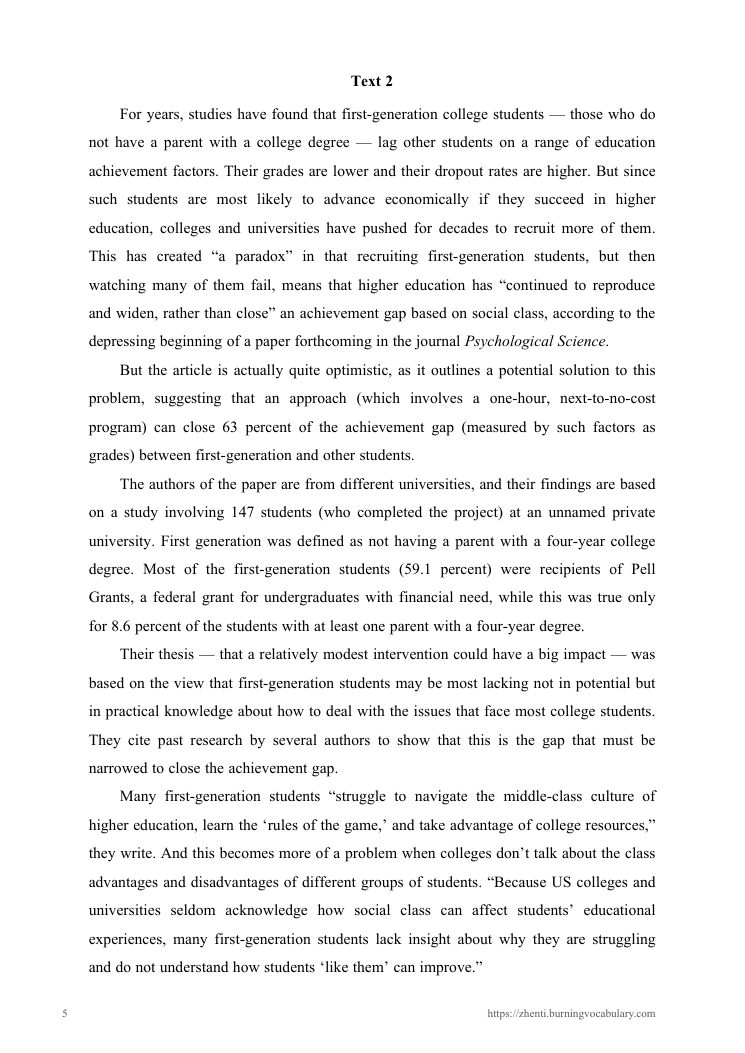 Text 2
For years, studies have found that first-generation college students — those who do
not have a parent with a college degree — lag other students on a range of education
achievement factors. Their grades are lower and their dropout rates are higher. But since
such students are most likely to advance economically if they succeed in higher
education, colleges and universities have pushed for decades to recruit more of them.
This has created “a paradox” in that recruiting first-generation students, but then
watching many of them fail, means that higher education has “continued to reproduce
and widen, rather than close” an achievement gap based on social class, according to the
depressing beginning of a paper forthcoming in the journal Psychological Science.
But the article is actually quite optimistic, as it outlines a potential solution to this
problem, suggesting that an approach (which involves a one-hour, next-to-no-cost
program) can close 63 percent of the achievement gap (measured by such factors as
grades) between first-generation and other students.
The authors of the paper are from different universities, and their findings are based
on a study involving 147 students (who completed the project) at an unnamed private
university. First generation was defined as not having a parent with a four-year college
degree. Most of the first-generation students (59.1 percent) were recipients of Pell
Grants, a federal grant for undergraduates with financial need, while this was true only
for 8.6 percent of the students with at least one parent with a four-year degree.
Their thesis — that a relatively modest intervention could have a big impact — was
based on the view that first-generation students may be most lacking not in potential but
in practical knowledge about how to deal with the issues that face most college students.
They cite past research by several authors to show that this is the gap that must be
narrowed to close the achievement gap.
Many first-generation students “struggle to navigate the middle-class culture of
higher education, learn the ‘rules of the game,’ and take advantage of college resources,”
they write. And this becomes more of a problem when colleges don’t talk about the class
advantages and disadvantages of different groups of students. “Because US colleges and
universities seldom acknowledge how social class can affect students’ educational
experiences, many first-generation students lack insight about why they are struggling
and do not understand how students ‘like them’ can improve.”
5
https://zhenti.burningvocabulary.com